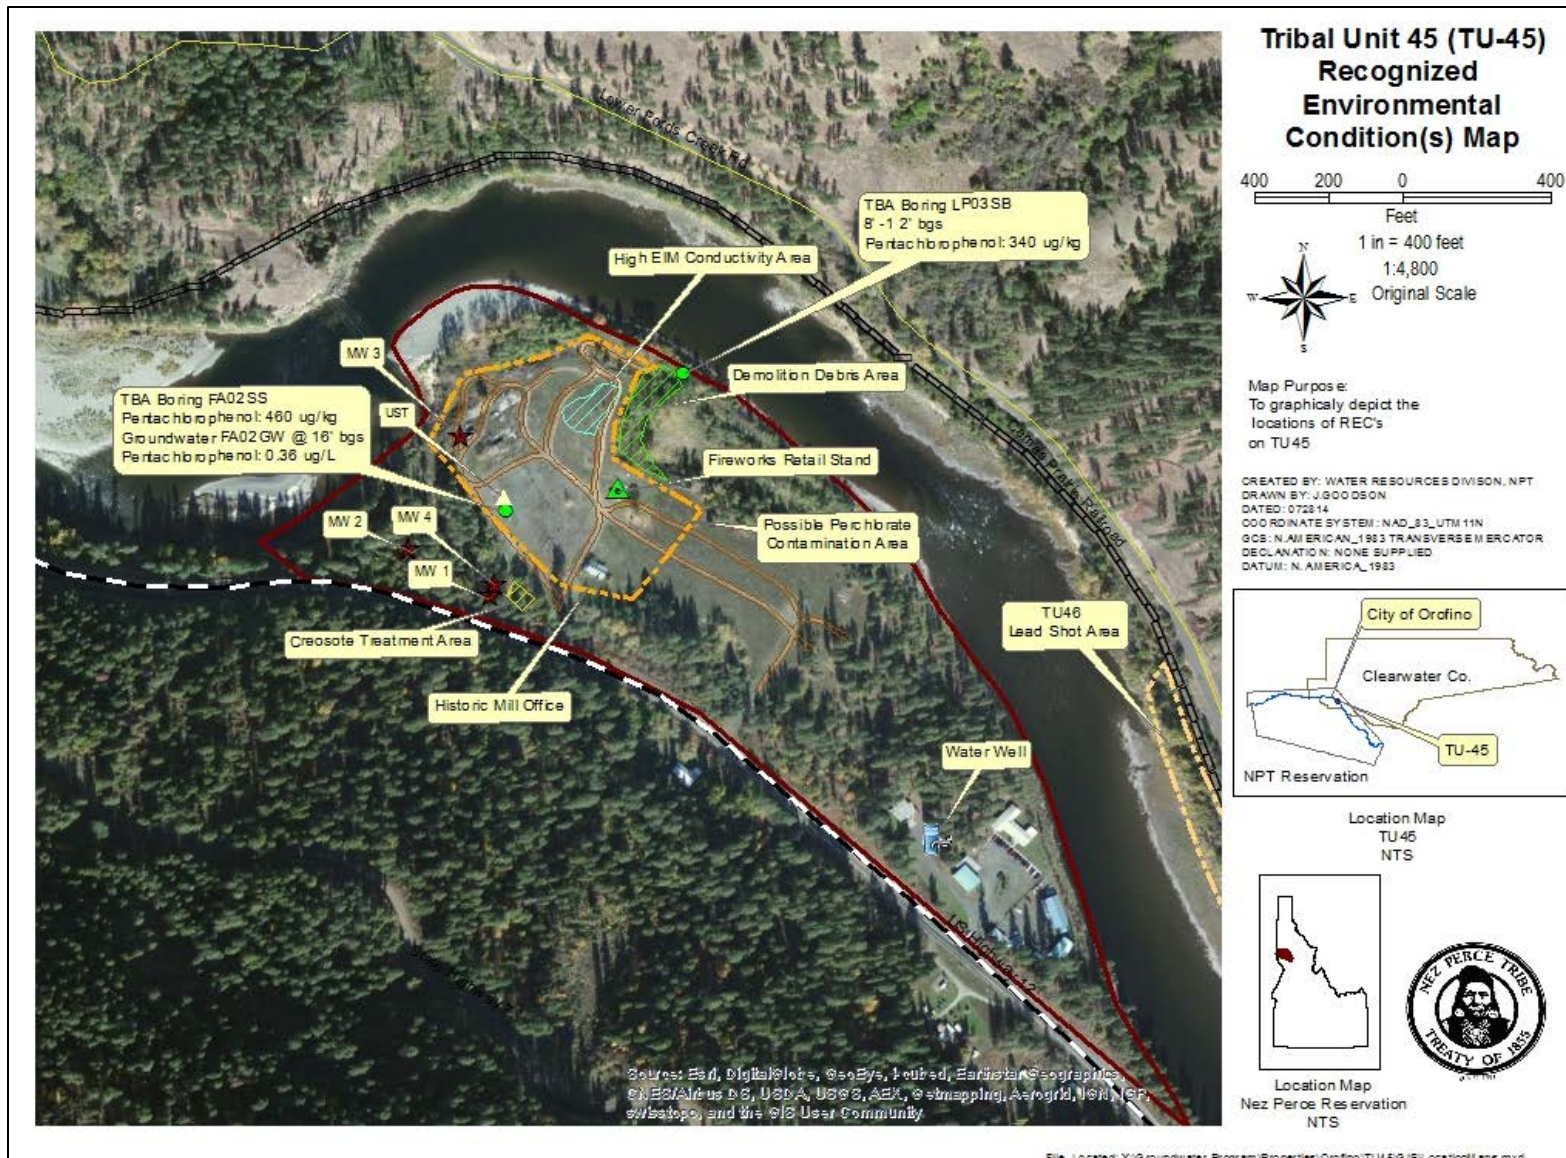 Tribal Unit 45 (TU-45)
Recognized
Environmental
Condition(s) Map
400 200 0 400
Feet
1 in = 400 feet
1:4,800
Original Scale
N
W E
S
Map Purpose:
To graphicaly depict the
locations of REC's
on TU45
CREATED BY: WATER RESOURCES DIVISON, NPT
DRAWN BY: J.GOODSON
DATED: 072814
COORDINATE SYSTEM: NAD_83_UTM11N
GCS: N.AMERICAN_1983 TRANSVERSE MERCATOR
DECLANATION: NONE SUPPLIED
DATUM: N. AMERICA_1983
City of Orofino
Clearwater Co.
TU-45
NPT Reservation
Location Map
TU45
NTS
NEZ PERCE TRIBE
TREATY OF 1855
Location Map
Nez Perce Reservation
NTS
Lower Fords Creek Rd
TBA Boring LP03SB
8' -12' bgs
Pentachlorophenol: 340 ug/kg
High EIM Conductivity Area
MW 3
Demolition Debris Area
TBA Boring FA02SS
Pentachlorophenol: 460 ug/kg
Groundwater FA02GW @ 16' bgs
Pentachlorophenol: 0.36 ug/L
UST
Camas Prairie Railroad
Fireworks Retail Stand
MW 2
MW 4
Possible Perchlorate
Contamination Area
MW 1
TU46
Lead Shot Area
Creosote Treatment Area
Historic Mill Office
Water Well
US Highway 12
Source: Esri, DigitalGlobe, GeoEye, i-cubed, Earthstar Geographics,
CNES/Airbus DS, USDA, USGS, AEX, Getmapping, Aerogrid, IGN, IGP,
swisstopo, and the GIS User Community